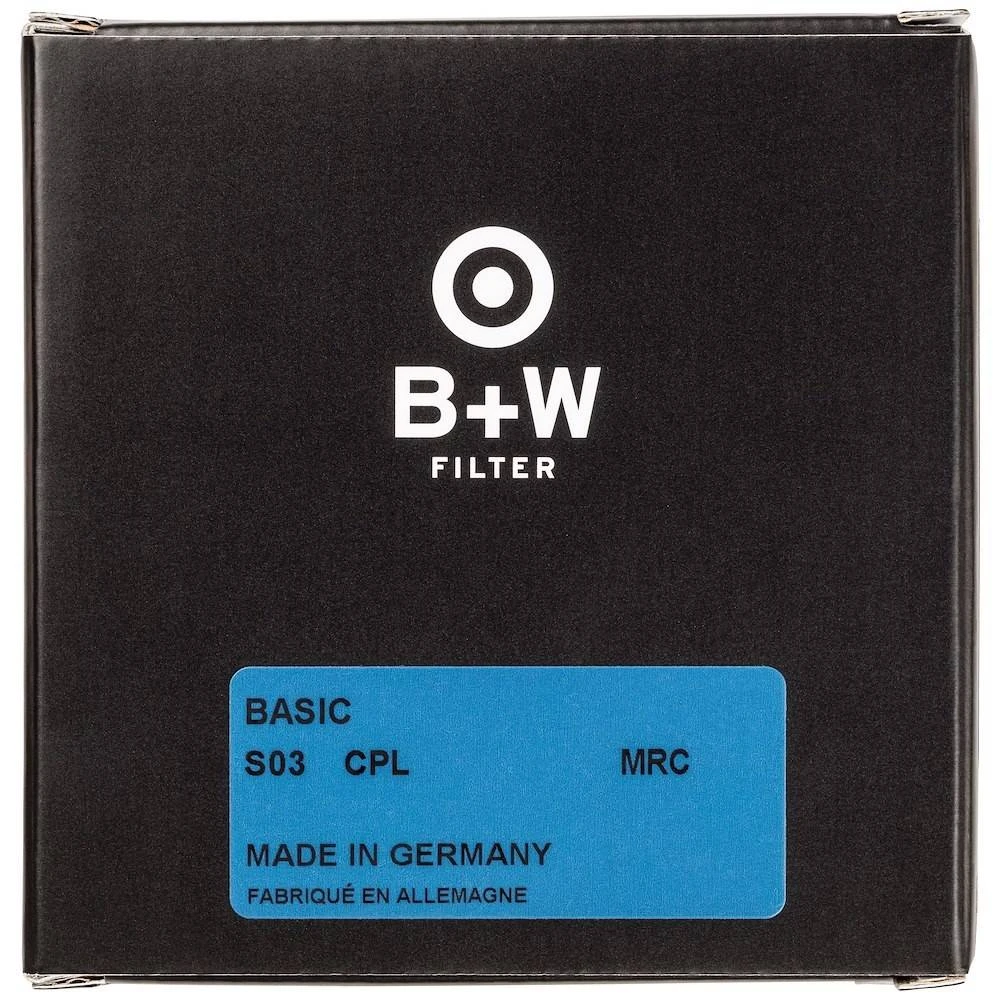 B+W
FILTER
BASIC
S03 CPL MRC
MADE IN GERMANY
FABRIQUÉ EN ALLEMAGNE